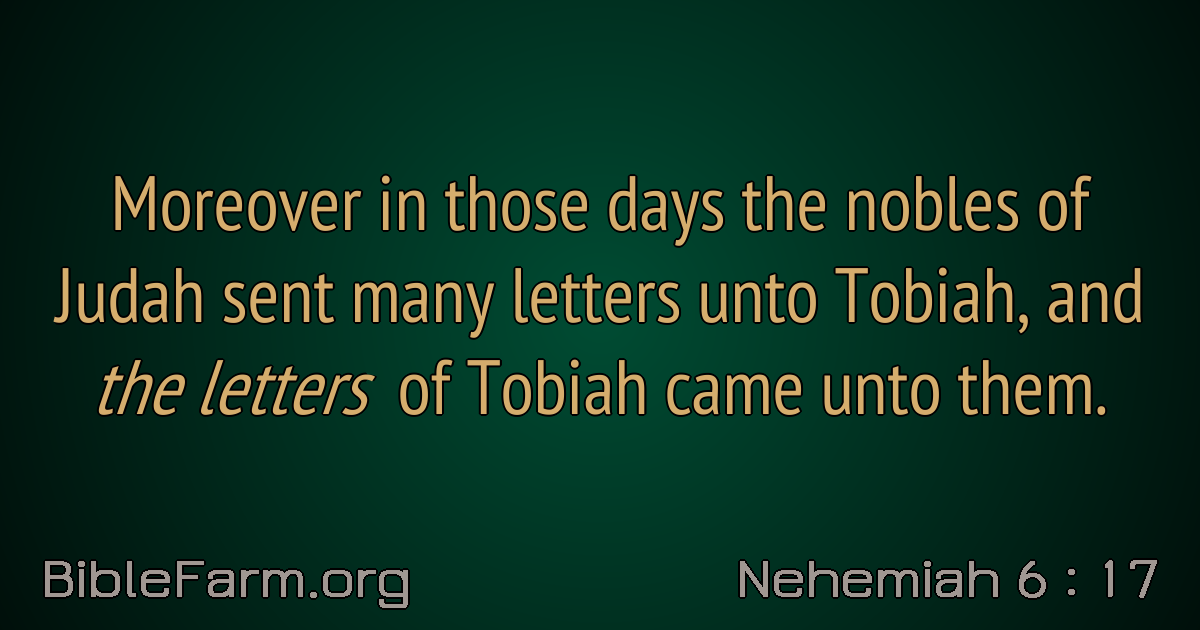 Moreover in those days the nobles of
Judah sent many letters unto Tobiah, and
the letters of Tobiah came unto them.
BibleFarm.org
Nehemiah 6 : 17